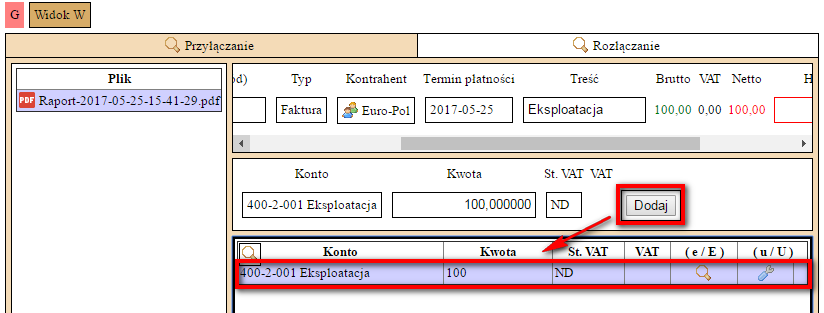 G Widok W
Przyłączanie Rozłączanie
Plik
PDF Raport-2017-05-25-15-41-29.pdf
od) Typ Kontrahent Termin płatności Treść Brutto VAT Netto H
Faktura Euro-Pol 2017-05-25 Eksploatacja 100,00 0,00 100,00
Konto Kwota St. VAT VAT
400-2-001 Eksploatacja 100,000000 ND Dodaj
Konto Kwota St. VAT VAT ( e / E ) ( u / U )
400-2-001 Eksploatacja 100 ND